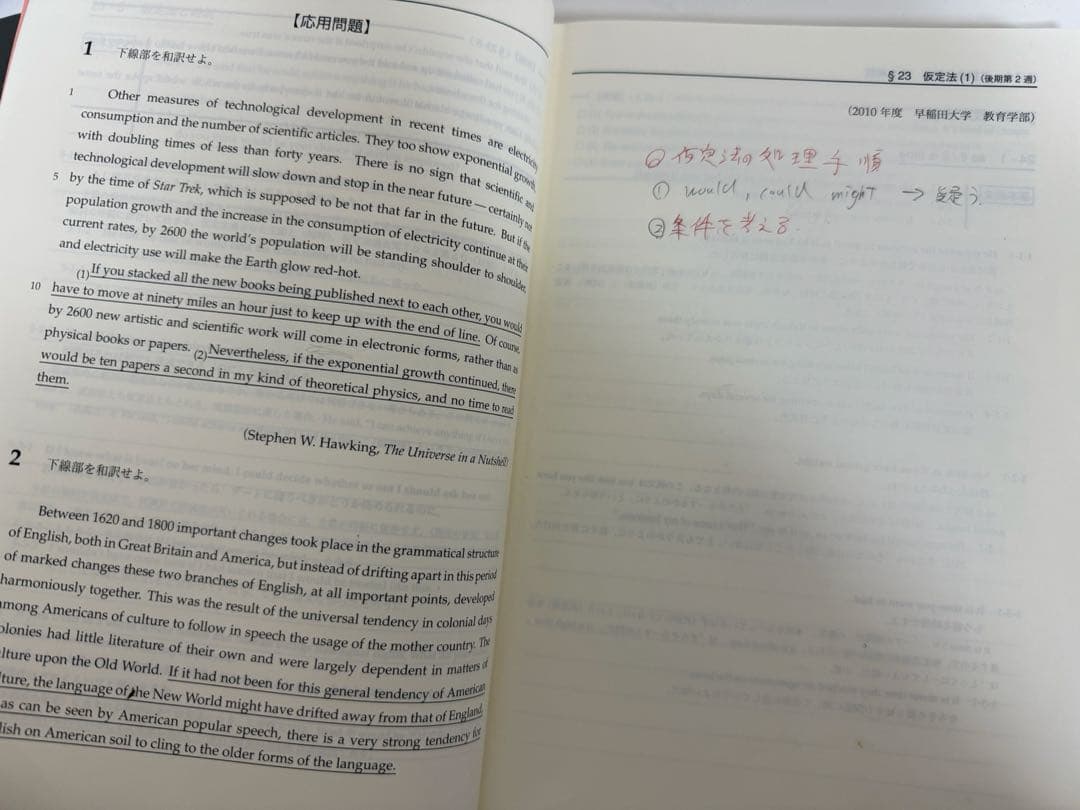 【応用問題】
1 下線部を和訳せよ。
1 Other measures of technological development in recent times are electricity
consumption and the number of scientific articles. They too show exponential growth,
with doubling times of less than forty years. There is no sign that scientific and
technological development will slow down and stop in the near future — certainly not
5 by the time of Star Trek, which is supposed to be not that far in the future. But if the
population growth and the increase in the consumption of electricity continue at their
current rates, by 2600 the world's population will be standing shoulder to shoulder,
and electricity use will make the Earth glow red-hot.
(1)If you stacked all the new books being published next to each other, you would
10 have to move at ninety miles an hour just to keep up with the end of line. Of course,
by 2600 new artistic and scientific work will come in electronic forms, rather than as
physical books or papers. (2)Nevertheless, if the exponential growth continued, there
would be ten papers a second in my kind of theoretical physics, and no time to read
them.
(Stephen W. Hawking, The Universe in a Nutshell)
2 下線部を和訳せよ。
Between 1620 and 1800 important changes took place in the grammatical structure
of English, both in Great Britain and America, but instead of drifting apart in this period
of marked changes these two branches of English, at all important points, developed
harmoniously together. This was the result of the universal tendency in colonial days
among Americans of culture to follow in speech the usage of the mother country. The
colonies had little literature of their own and were largely dependent in matters of
culture upon the Old World. If it had not been for this general tendency of American
culture, the language of the New World might have drifted away from that of England,
as can be seen by American popular speech, there is a very strong tendency for
English on American soil to cling to the older forms of the language.
§23 仮定法(1)(後期第2週)
(2010年度 早稲田大学 教育学部)
仮定法の処理手順
① would, could might → 疑う
②条件を考える.